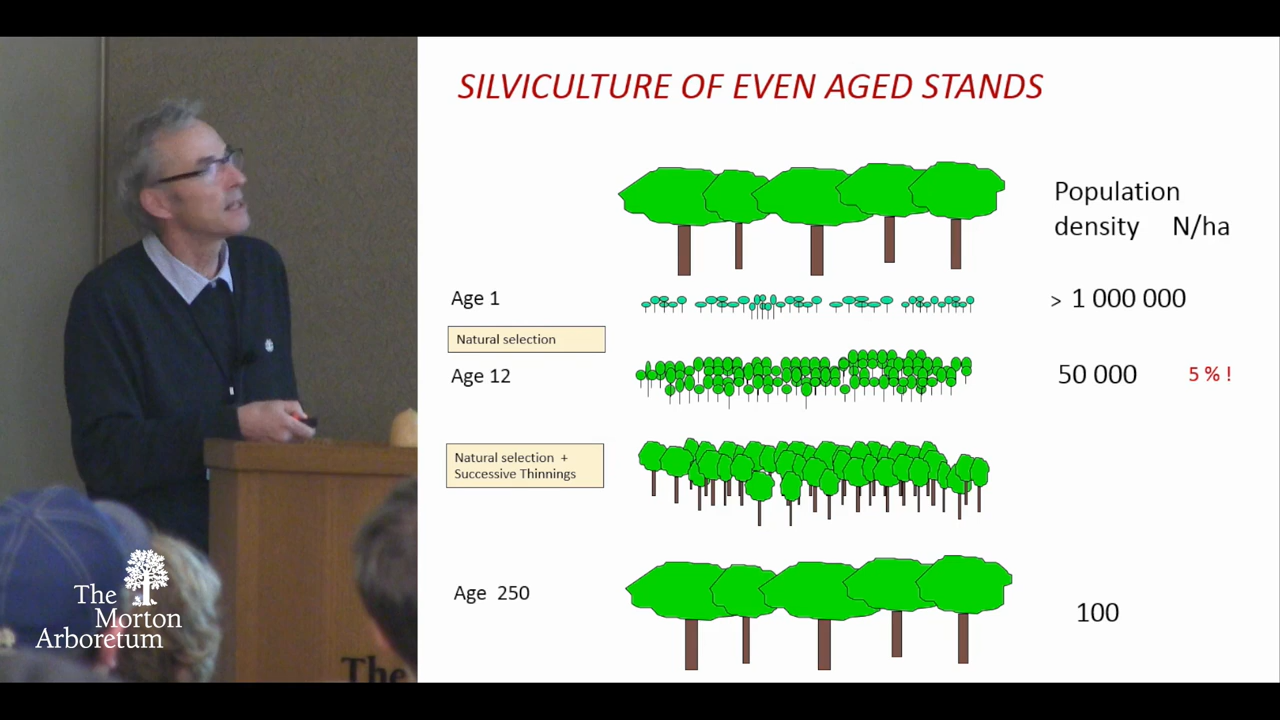 SILVICULTURE OF EVEN AGED STANDS
Population
density N/ha
Age 1
> 1 000 000
Natural selection
Age 12
50 000
5 % !
Natural selection +
Successive Thinnings
Age 250
100
The
Morton
Arboretum
The